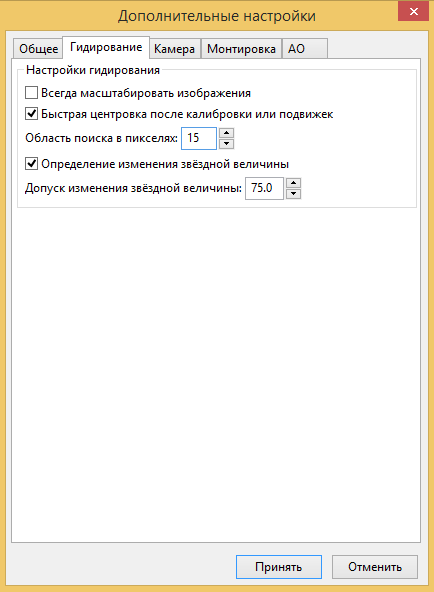 Дополнительные настройки
Общее Гидирование Камера Монтировка АО
Настройки гидирования
Всегда масштабировать изображения
Быстрая центровка после калибровки или подвижек
Область поиска в пикселях: 15
Определение изменения звёздной величины
Допуск изменения звёздной величины: 75.0
Принять Отменить